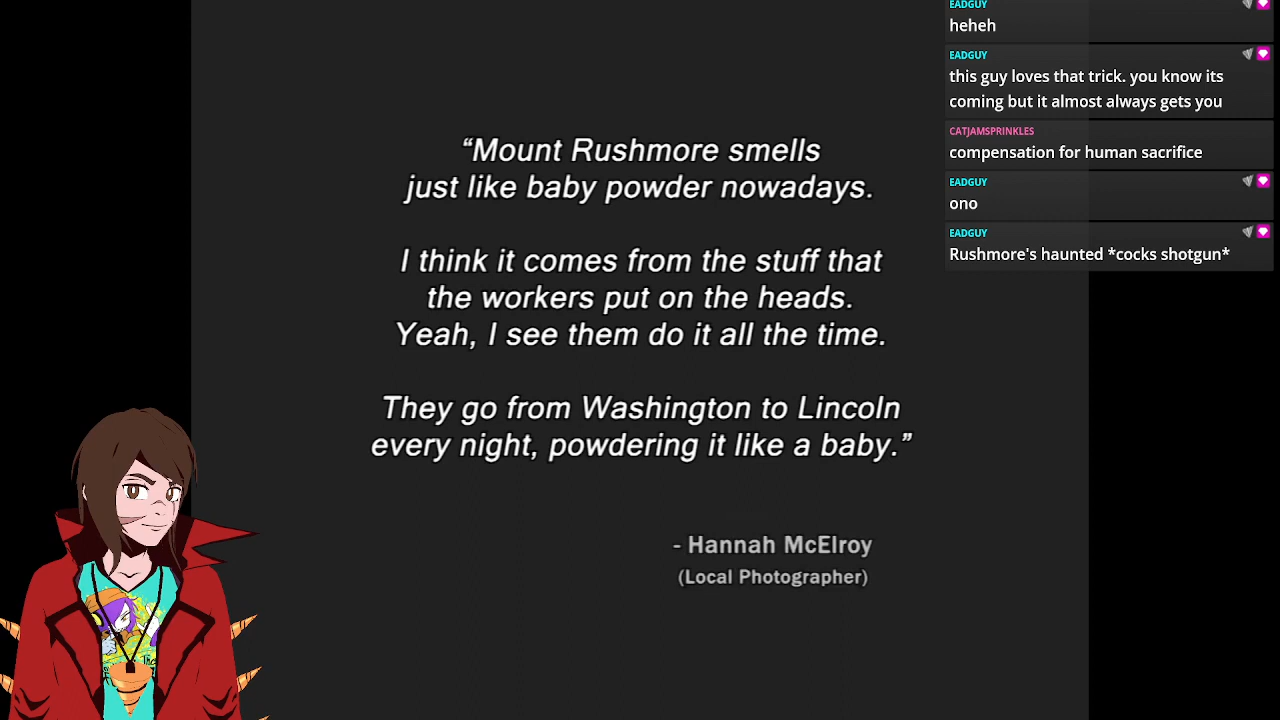 EADGUY
heheh
EADGUY
this guy loves that trick. you know its
coming but it almost always gets you
CATJAMSPRINKLES
compensation for human sacrifice
EADGUY
ono
EADGUY
Rushmore's haunted *cocks shotgun*
“Mount Rushmore smells
just like baby powder nowadays.
I think it comes from the stuff that
the workers put on the heads.
Yeah, I see them do it all the time.
They go from Washington to Lincoln
every night, powdering it like a baby.”
- Hannah McElroy
(Local Photographer)